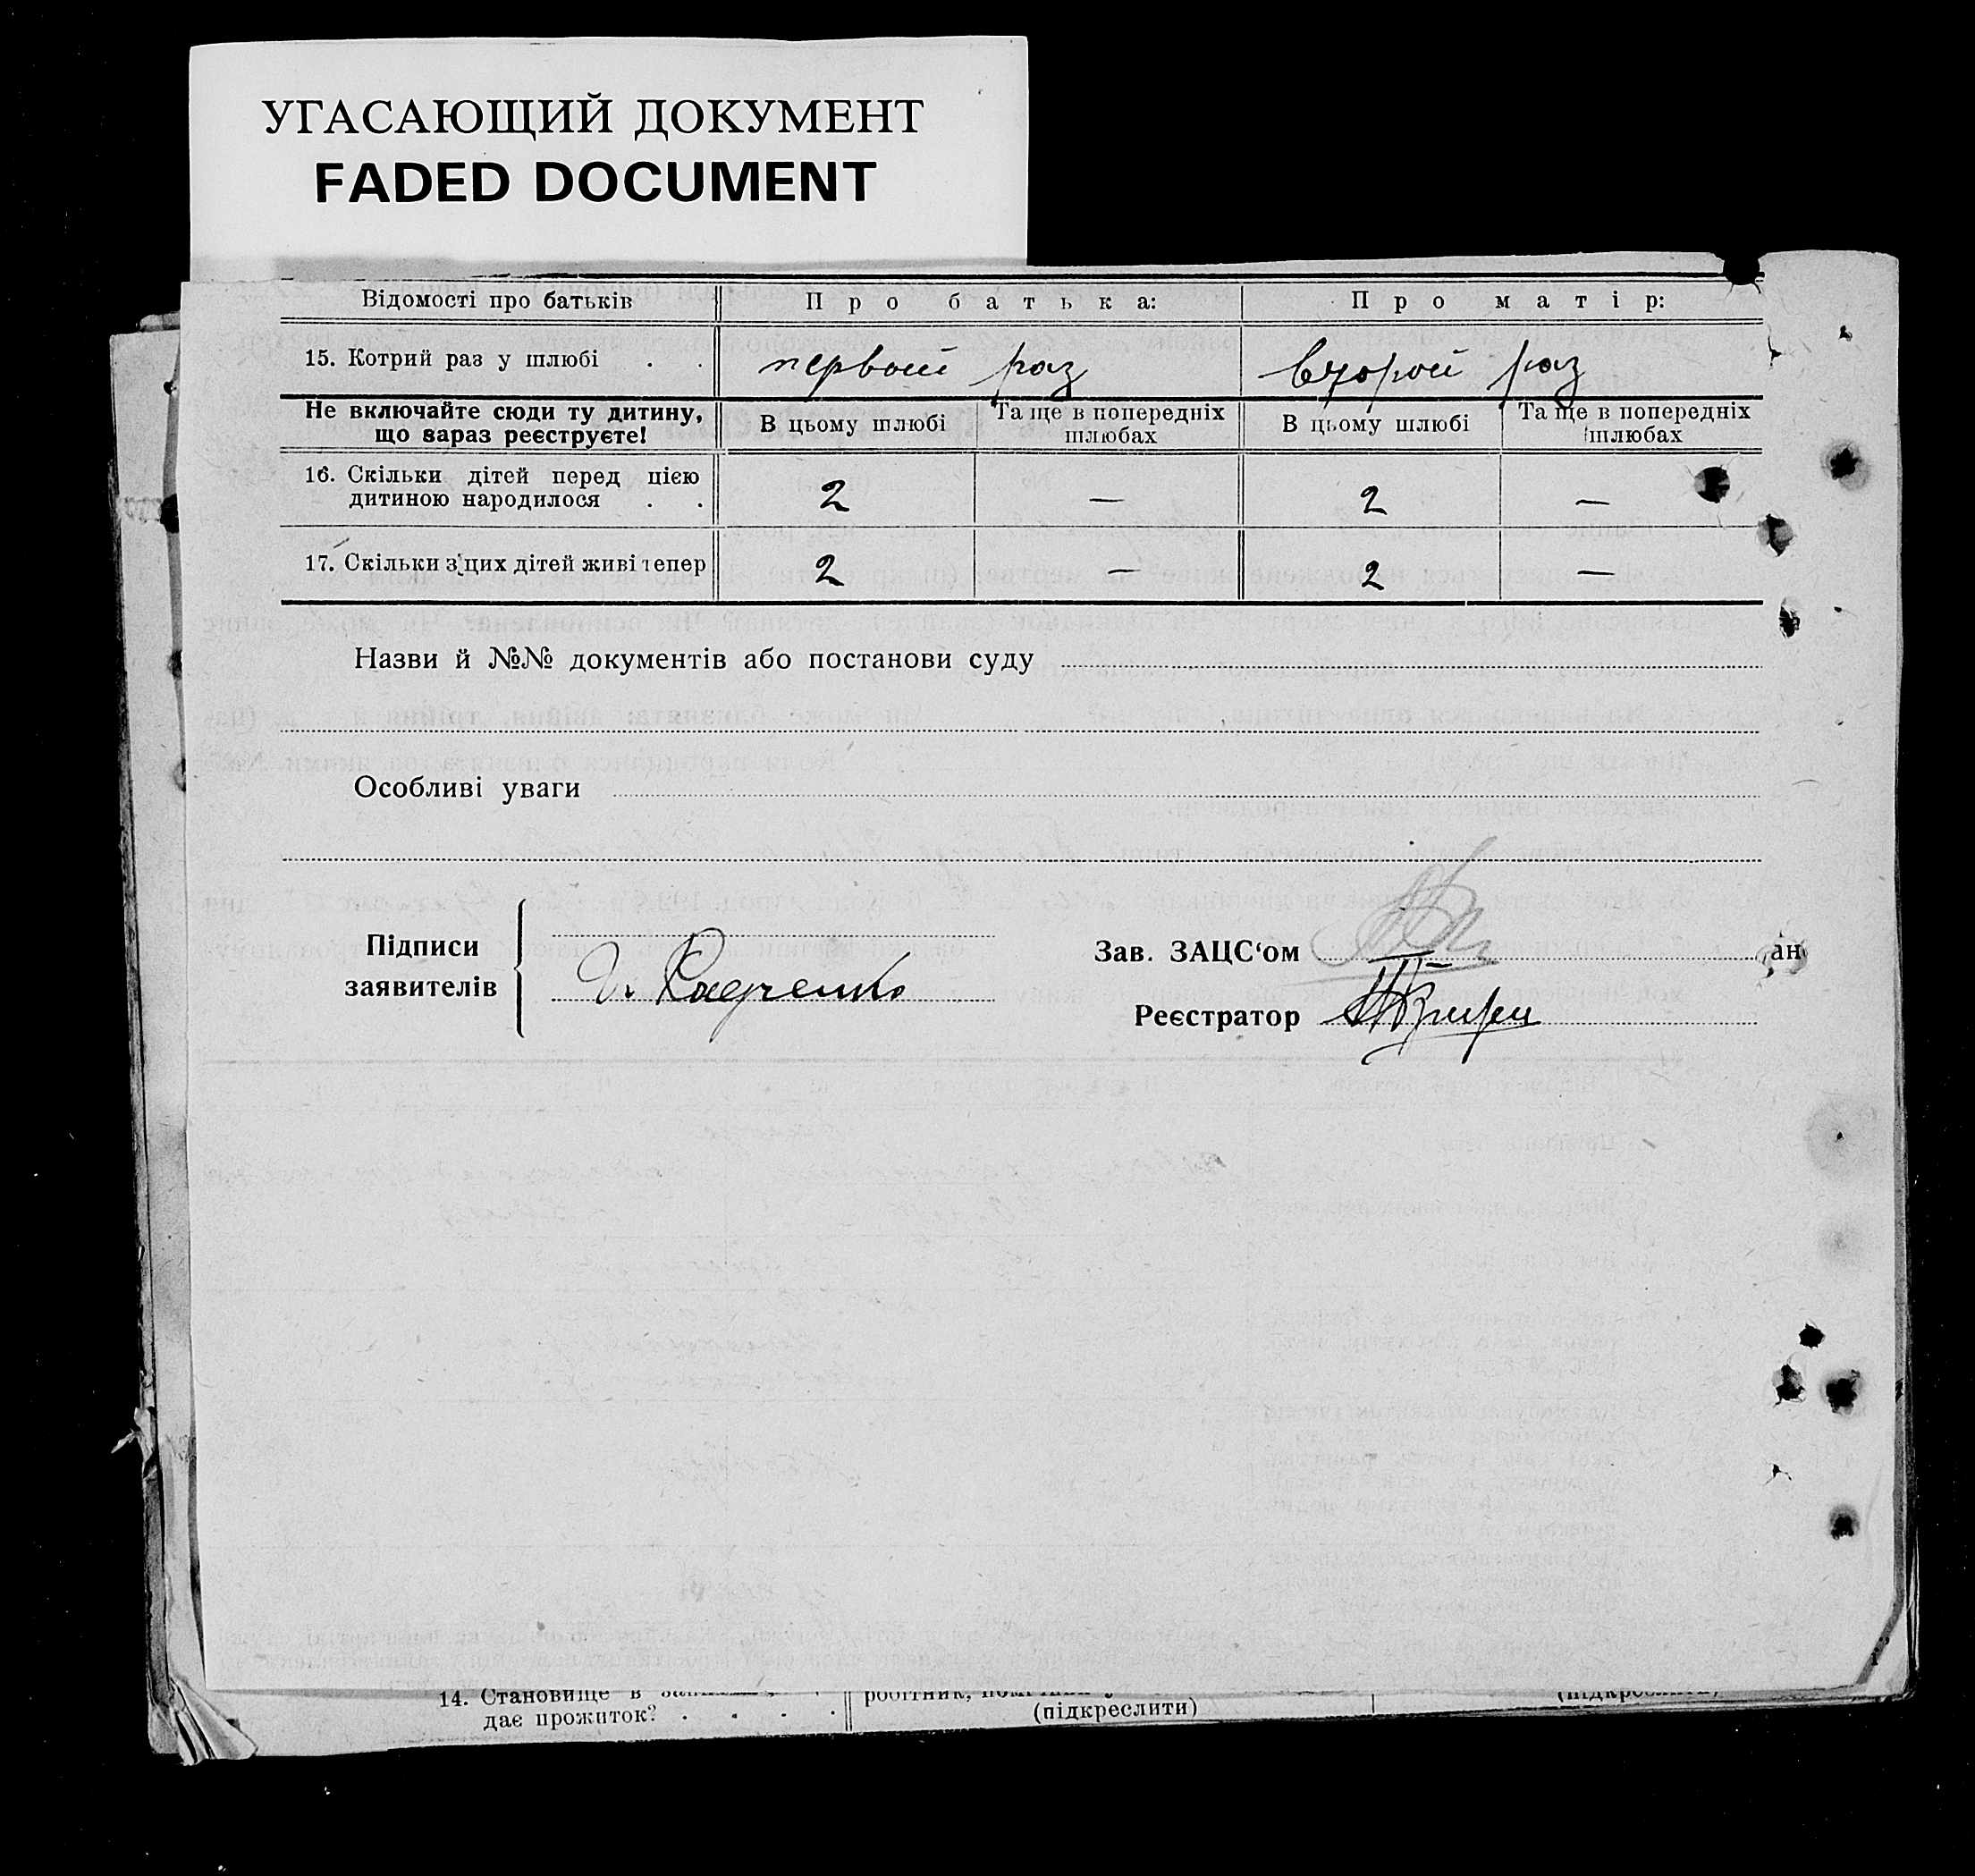 УГАСАЮЩИЙ ДОКУМЕНТ
FADED DOCUMENT
Відомості про батьків
Про батька:
Про матір:
15. Котрий раз у шлюбі . .
первый раз
второй раз
Не включайте сюди ту дитину,
що зараз реєструєте!
В цьому шлюбі
Та ще в попередніх
шлюбах
В цьому шлюбі
Та ще в попередніх
шлюбах
16. Скільки дітей перед цією
дитиною народилося . .
2
—
2
—
17. Скільки з цих дітей живі тепер
2
—
2
—
Назви й №№ документів або постанови суду
Особливі уваги
Підписи
заявителів
Зав. ЗАЦС‘ом
Реєстратор
14. Становище в
дає прожиток? . . . .
робітник,
(підкреслити)
(підкреслити)